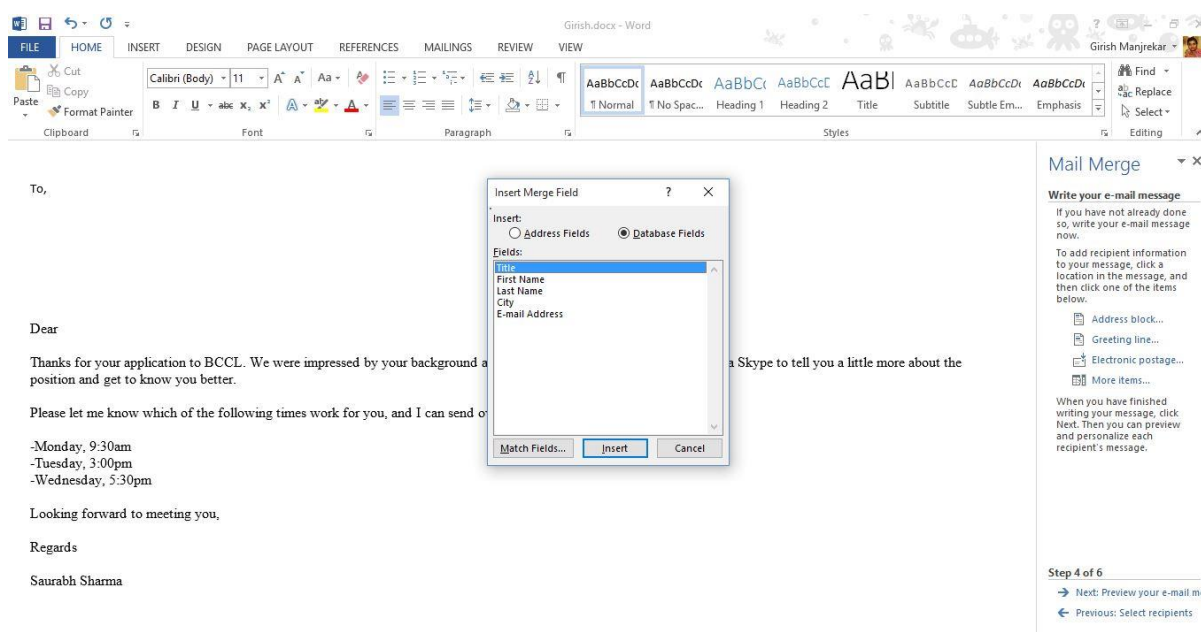 Girish.docx - Word
FILE HOME INSERT DESIGN PAGE LAYOUT REFERENCES MAILINGS REVIEW VIEW Girish Manjrekar
Cut
Copy
Paste
Format Painter
Clipboard
Calibri (Body) 11
Font
Paragraph
AaBbCcDc AaBbCcDc AaBbCc AaBbCcE AaBl AaBbCcD AaBbCcDc AaBbCcDc
¶ Normal ¶ No Spac... Heading 1 Heading 2 Title Subtitle Subtle Em... Emphasis
Styles
Find
Replace
Select
Editing
To,
Dear
Thanks for your application to BCCL. We were impressed by your background a
a Skype to tell you a little more about the
position and get to know you better.
Please let me know which of the following times work for you, and I can send o
-Monday, 9:30am
-Tuesday, 3:00pm
-Wednesday, 5:30pm
Looking forward to meeting you,
Regards
Saurabh Sharma
Insert Merge Field ? X
Insert:
Address Fields Database Fields
Fields:
Title
First Name
Last Name
City
E-mail Address
Match Fields... Insert Cancel
Mail Merge
Write your e-mail message
If you have not already done
so, write your e-mail message
now.
To add recipient information
to your message, click a
location in the message, and
then click one of the items
below.
Address block...
Greeting line...
Electronic postage...
More items...
When you have finished
writing your message, click
Next. Then you can preview
and personalize each
recipient's message.
Step 4 of 6
Next: Preview your e-mail m
Previous: Select recipients